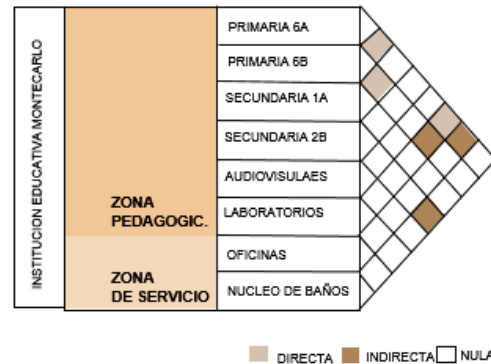 INSTITUCION EDUCATIVA MONTECARLO
ZONA
PEDAGOGIC.
ZONA
DE SERVICIO
PRIMARIA 6A
PRIMARIA 6B
SECUNDARIA 1A
SECUNDARIA 2B
AUDIOVISULAES
LABORATORIOS
OFICINAS
NUCLEO DE BAÑOS
DIRECTA
INDIRECTA
NULA